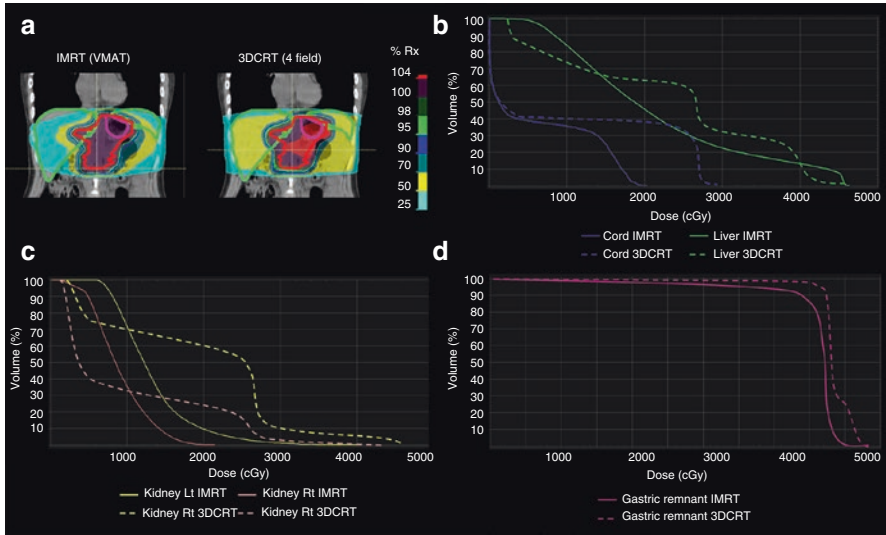 a
IMRT (VMAT)
3DCRT (4 field)
% Rx
104
100
98
95
90
70
50
25
b
Volume (%)
100
90
80
70
60
50
40
30
20
10
1000
2000
3000
4000
5000
Dose (cGy)
Cord IMRT
Liver IMRT
Cord 3DCRT
Liver 3DCRT
c
Volume (%)
100
90
80
70
60
50
40
30
20
10
1000
2000
3000
4000
5000
Dose (cGy)
Kidney Lt IMRT
Kidney Rt IMRT
Kidney Rt 3DCRT
Kidney Rt 3DCRT
d
Volume (%)
100
90
80
70
60
50
40
30
20
10
1000
2000
3000
4000
5000
Dose (cGy)
Gastric remnant IMRT
Gastric remnant 3DCRT